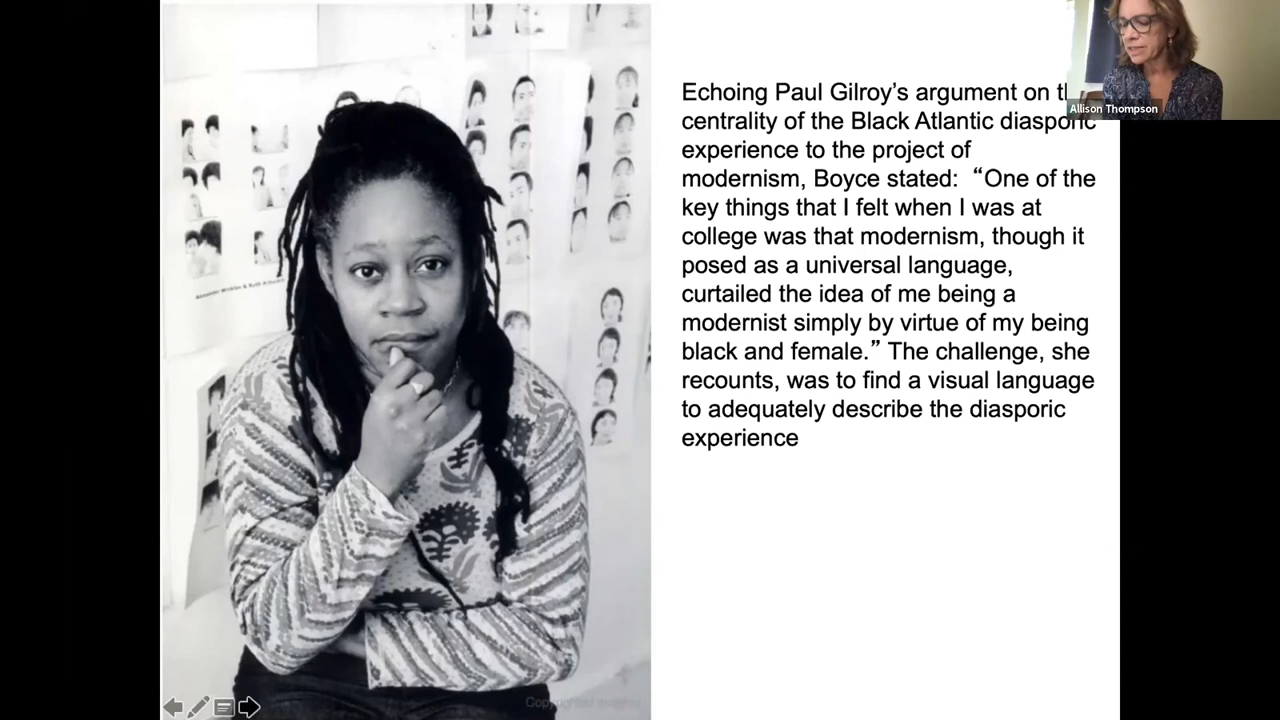 Echoing Paul Gilroy’s argument on
centrality of the Black Atlantic diasporic
experience to the project of
modernism, Boyce stated:  “One of the
key things that I felt when I was at
college was that modernism, though it
posed as a universal language,
curtailed the idea of me being a
modernist simply by virtue of my being
black and female.” The challenge, she
recounts, was to find a visual language
to adequately describe the diasporic
experience
Allison Thompson